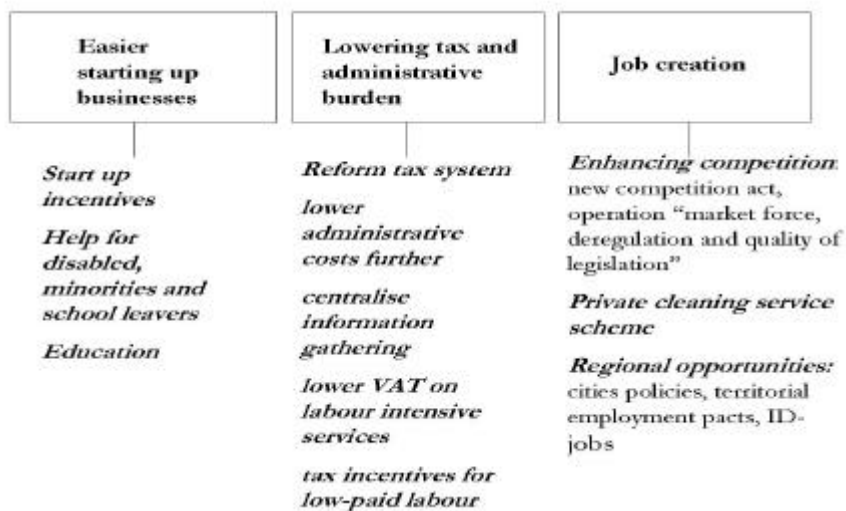 Easier
starting up
businesses
Start up
incentives
Help for
disabled,
minorities and
school leavers
Education
Lowering tax and
administrative
burden
Reform tax system
lower
administrative
costs further
centralise
information
gathering
lower VAT on
labour intensive
services
tax incentives for
low-paid labour
Job creation
Enhancing competition:
new competition act,
operation “market force,
deregulation and quality of
legislation”
Private cleaning service
scheme
Regional opportunities:
cities policies, territorial
employment pacts, ID-
jobs